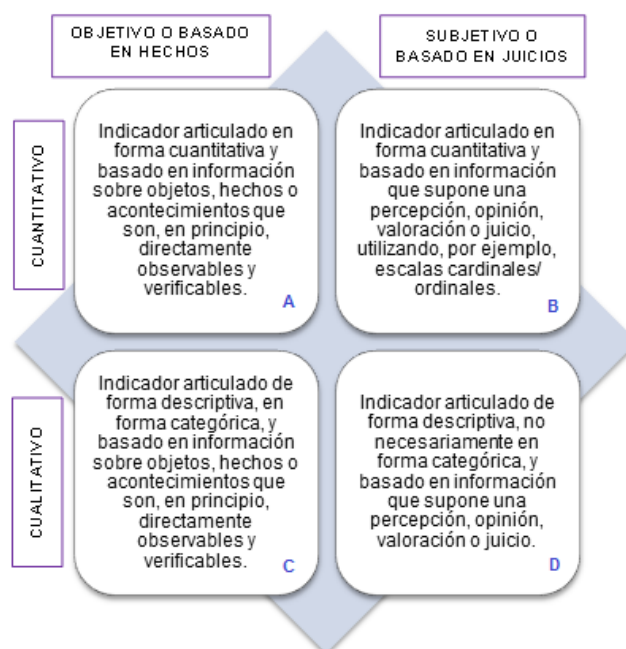 OBJETIVO O BASADO
EN HECHOS
SUBJETIVO O
BASADO EN JUICIOS
CUANTITATIVO
Indicador articulado en
forma cuantitativa y
basado en información
sobre objetos, hechos o
acontecimientos que
son, en principio,
directamente
observables y
verificables.
A
Indicador articulado en
forma cuantitativa y
basado en información
que supone una
percepción, opinión,
valoración o juicio,
utilizando, por ejemplo,
escalas cardinales/
ordinales.
B
CUALITATIVO
Indicador articulado de
forma descriptiva, en
forma categórica, y
basado en información
sobre objetos, hechos o
acontecimientos que
son, en principio,
directamente
observables y
verificables.
C
Indicador articulado de
forma descriptiva, no
necesariamente en
forma categórica, y
basado en información
que supone una
percepción, opinión,
valoración o juicio.
D